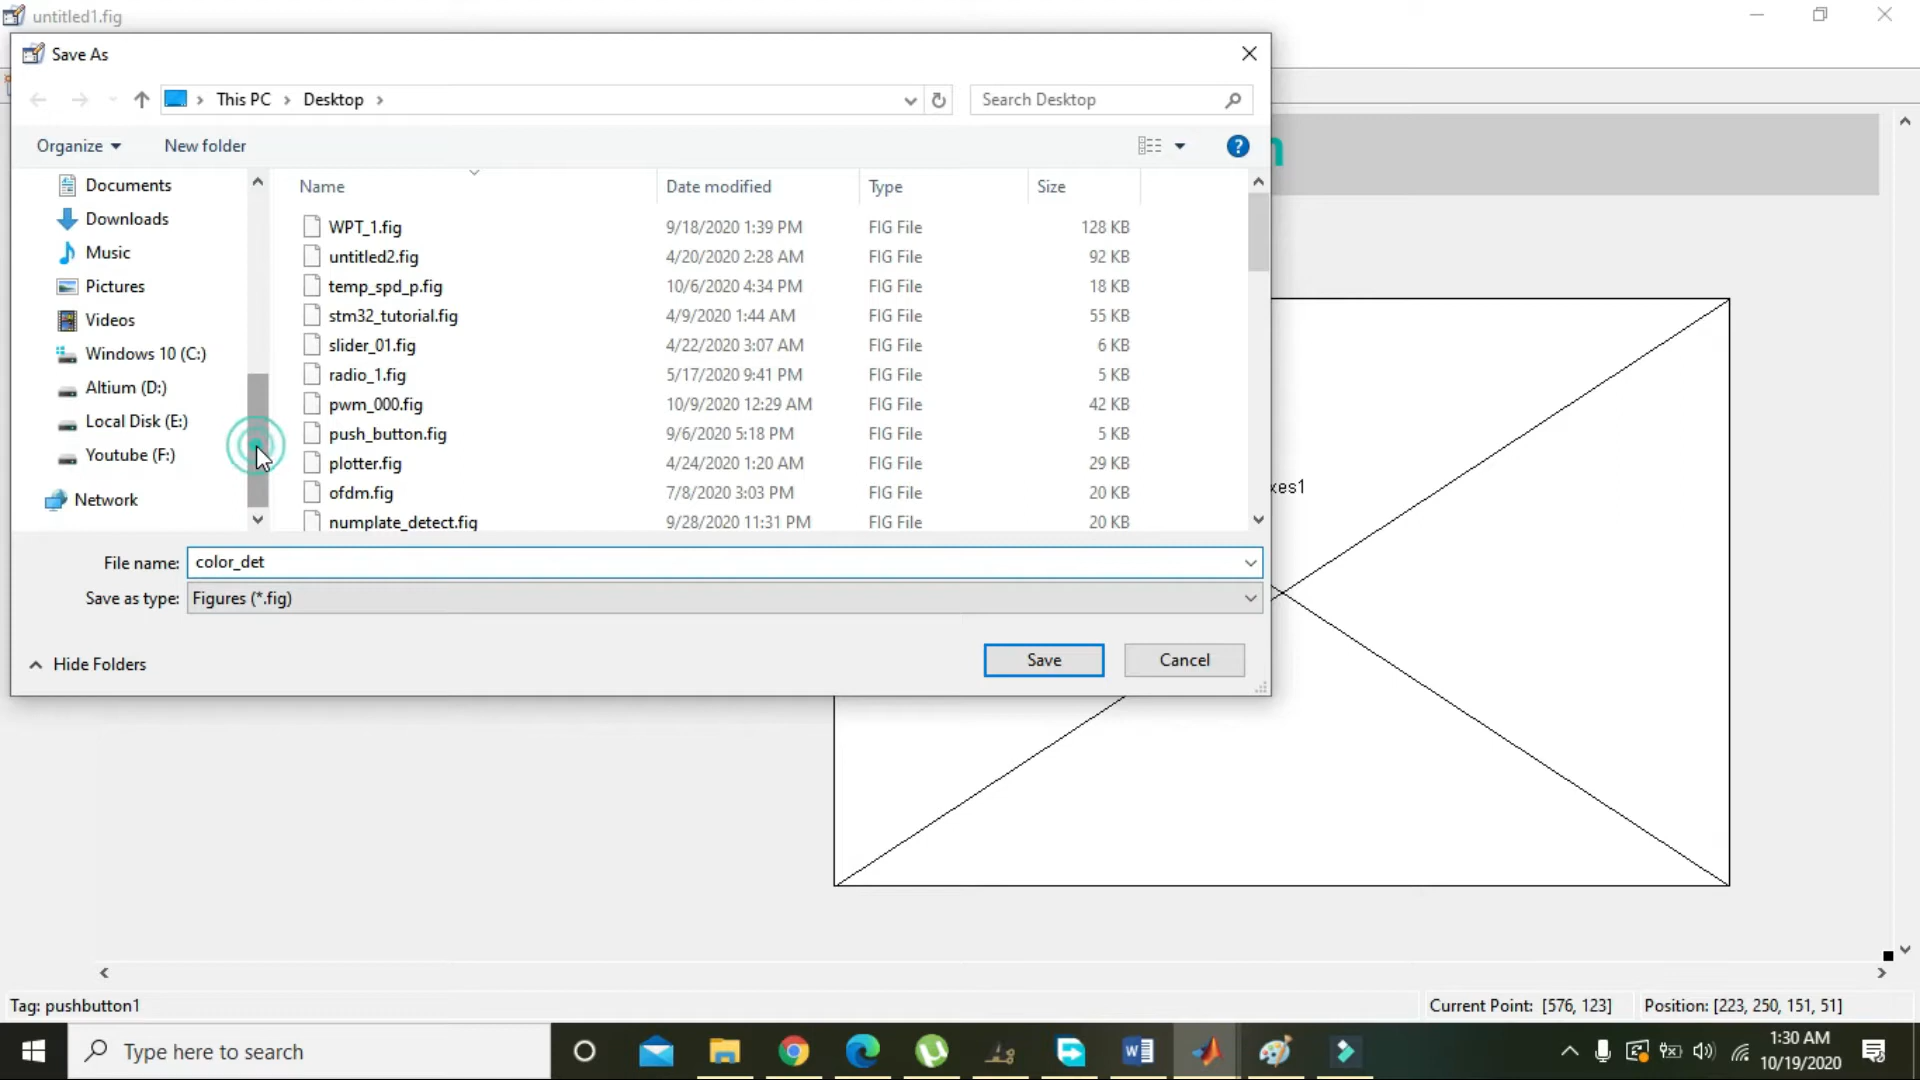 untitled1.fig
Save As
This PC > Desktop >
Search Desktop
Organize
New folder
Documents
Downloads
Music
Pictures
Videos
Windows 10 (C:)
Altium (D:)
Local Disk (E:)
Youtube (F:)
Network
Name Date modified Type Size
WPT_1.fig 9/18/2020 1:39 PM FIG File 128 KB
untitled2.fig 4/20/2020 2:28 AM FIG File 92 KB
temp_spd_p.fig 10/6/2020 4:34 PM FIG File 18 KB
stm32_tutorial.fig 4/9/2020 1:44 AM FIG File 55 KB
slider_01.fig 4/22/2020 3:07 AM FIG File 6 KB
radio_1.fig 5/17/2020 9:41 PM FIG File 5 KB
pwm_000.fig 10/9/2020 12:29 AM FIG File 42 KB
push_button.fig 9/6/2020 5:18 PM FIG File 5 KB
plotter.fig 4/24/2020 1:20 AM FIG File 29 KB
ofdm.fig 7/8/2020 3:03 PM FIG File 20 KB
numplate_detect.fig 9/28/2020 11:31 PM FIG File 20 KB
File name: color_det
Save as type: Figures (*.fig)
Hide Folders
Save
Cancel
n
xes1
Tag: pushbutton1
Current Point: [576, 123]
Position: [223, 250, 151, 51]
Type here to search
1:30 AM
10/19/2020